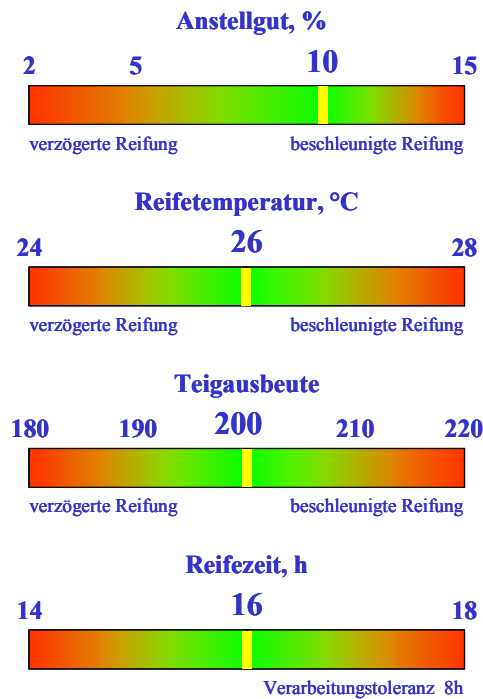 Anstellgut, %
2 5 10 15
verzögerte Reifung beschleunigte Reifung
Reifetemperatur, °C
24 26 28
verzögerte Reifung beschleunigte Reifung
Teigausbeute
180 190 200 210 220
verzögerte Reifung beschleunigte Reifung
Reifezeit, h
14 16 18
Verarbeitungstoleranz 8h